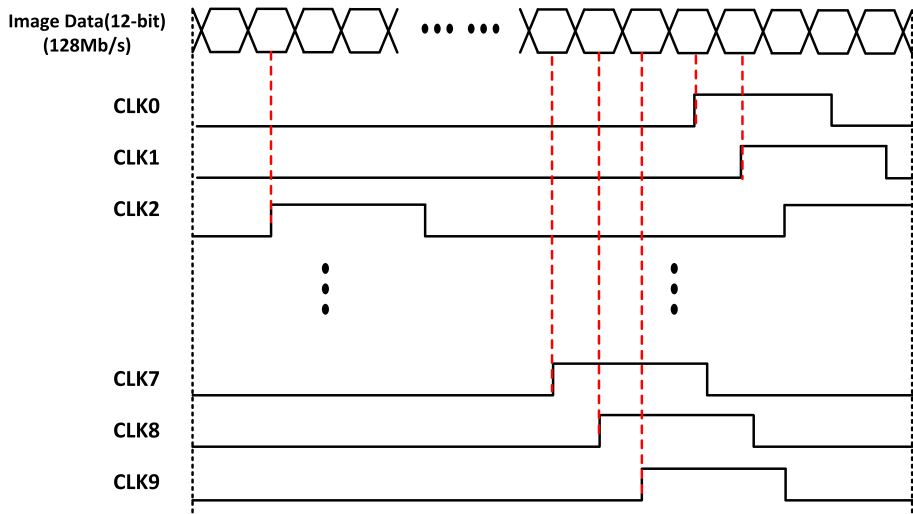 Image Data(12-bit)
(128Mb/s)
CLK0
CLK1
CLK2
CLK7
CLK8
CLK9